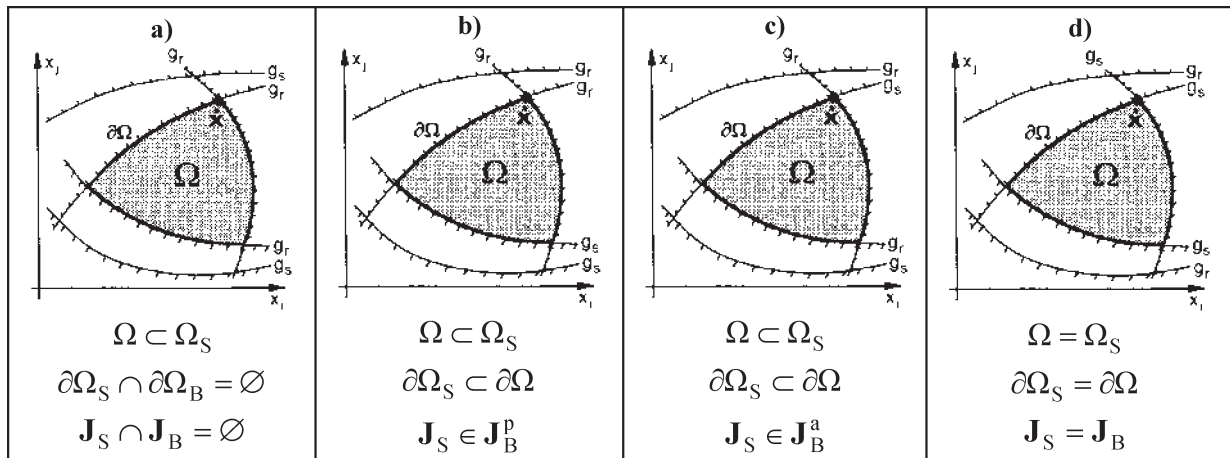 a)
g_r
x_J
g_s
g_r
∂Ω
ẋ
Ω
g_r
g_s
x_I
Ω ⊂ Ω_S
∂Ω_S ∩ ∂Ω_B = ∅
J_S ∩ J_B = ∅
b)
g_r
x_J
g_r
g_r
∂Ω
ẋ
Ω
g_s
g_s
x_I
Ω ⊂ Ω_S
∂Ω_S ⊂ ∂Ω
J_S ∈ J_B^p
c)
g_r
x_J
g_r
g_s
∂Ω
ẋ
Ω
g_r
g_s
x_I
Ω ⊂ Ω_S
∂Ω_S ⊂ ∂Ω
J_S ∈ J_B^a
d)
g_s
x_J
g_r
g_s
∂Ω
ẋ
Ω
g_s
g_r
x_I
Ω = Ω_S
∂Ω_S = ∂Ω
J_S = J_B